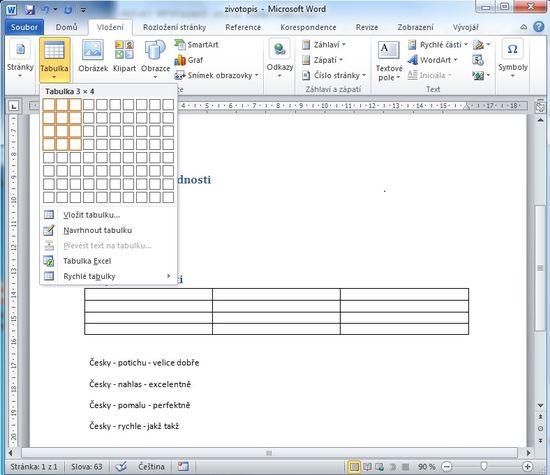 zivotopis - Microsoft Word
Soubor Domů Vložení Rozložení stránky Reference Korespondence Revize Zobrazení Vývojář
Stránky Tabulka Obrázek Klipart Obrazce SmartArt Graf Snímek obrazovky Odkazy Záhlaví Zápatí Číslo stránky Textové pole Rychlé části WordArt Iniciála Symboly
Záhlaví a zápatí Text
Tabulka 3 × 4
Vložit tabulku...
Navrhnout tabulku
Převést text na tabulku...
Tabulka Excel
Rychlé tabulky
dnosti
ti
Česky - potichu - velice dobře
Česky - nahlas - excelentně
Česky - pomalu - perfektně
Česky - rychle - jakž takž
Stránka: 1 z 1 Slova: 63 Čeština 90 %